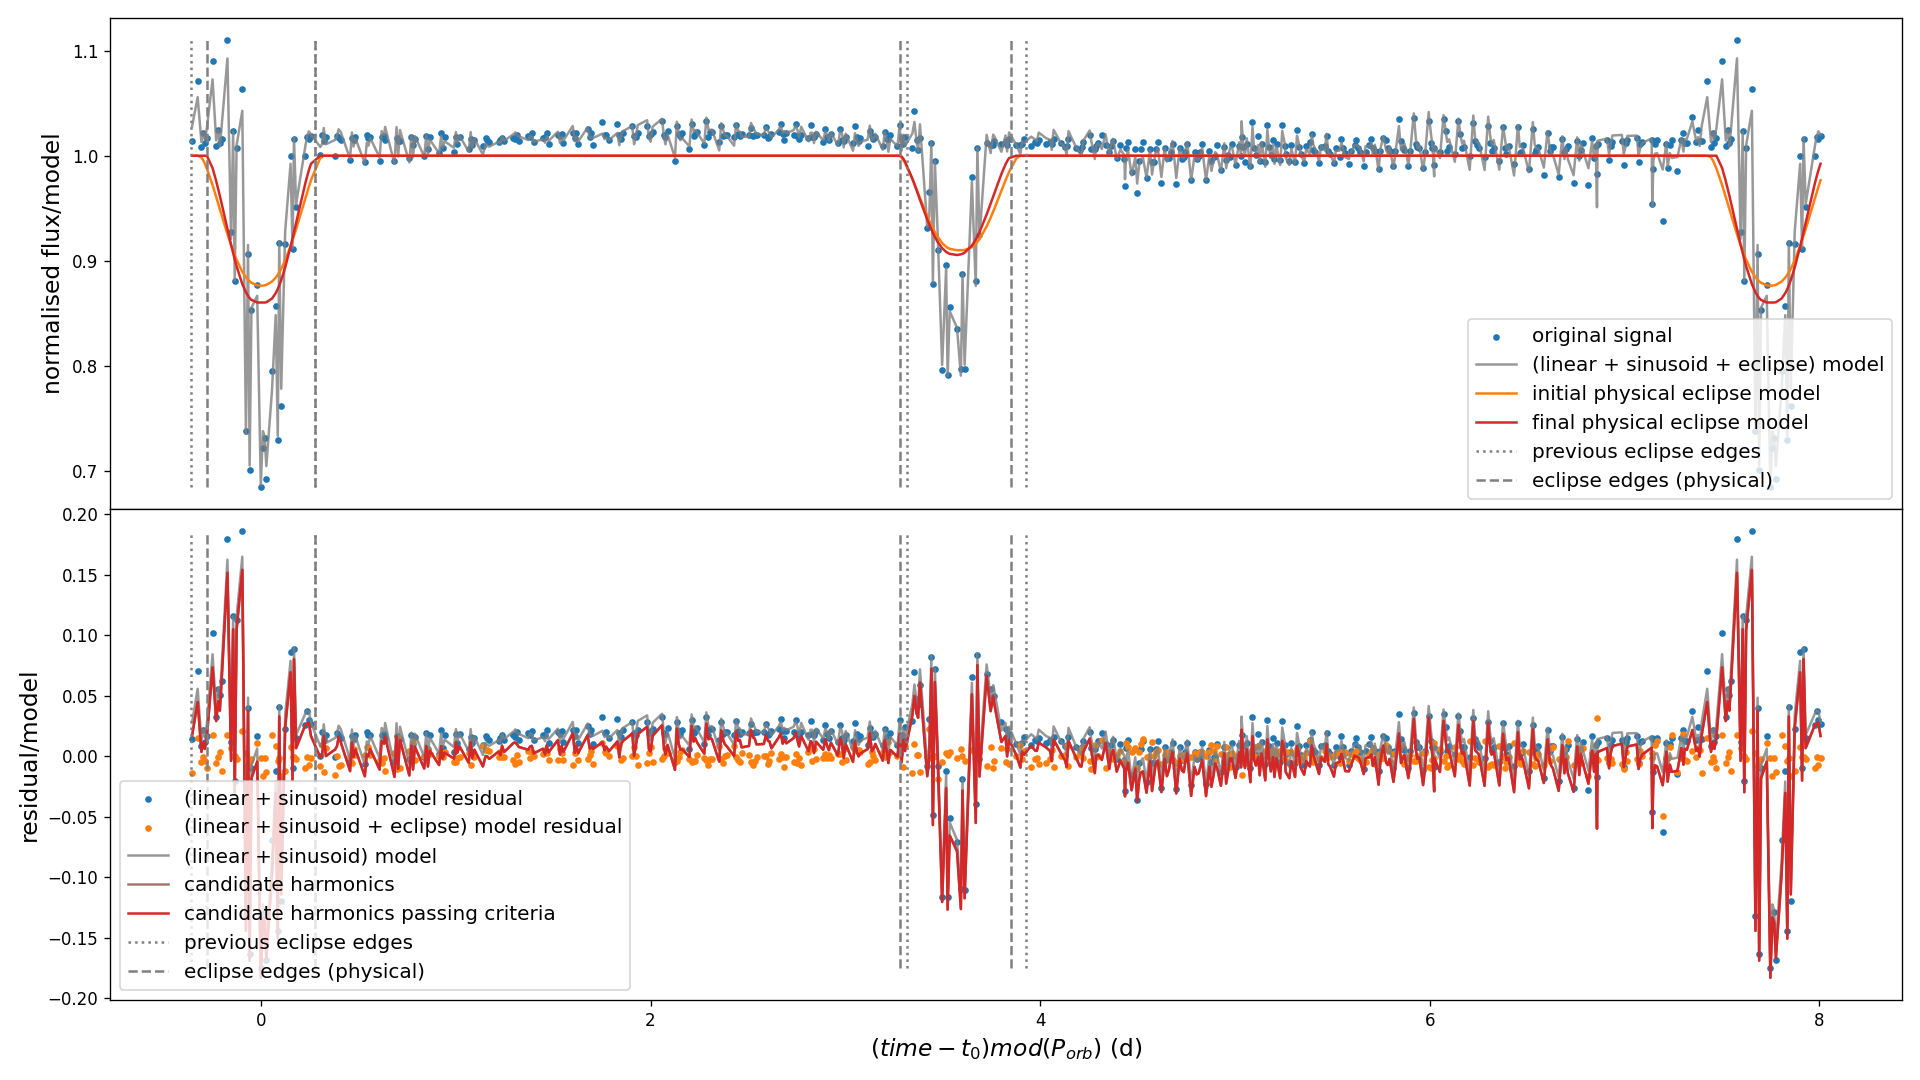 normalised flux/model
1.1
1.0
0.9
0.8
0.7
original signal
(linear + sinusoid + eclipse) model
initial physical eclipse model
final physical eclipse model
previous eclipse edges
eclipse edges (physical)
residual/model
0.20
0.15
0.10
0.05
0.00
−0.05
−0.10
−0.15
−0.20
(linear + sinusoid) model residual
(linear + sinusoid + eclipse) model residual
(linear + sinusoid) model
candidate harmonics
candidate harmonics passing criteria
previous eclipse edges
eclipse edges (physical)
0 2 4 6 8
(time − t₀)mod(Pₒᵣb) (d)